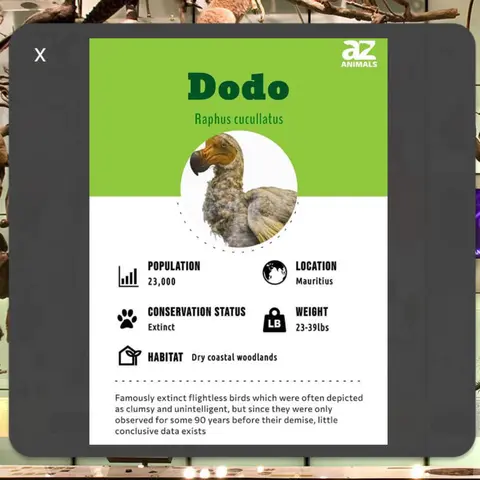 X
az
ANIMALS
Dodo
Raphus cucullatus
POPULATION
23,000
LOCATION
Mauritius
CONSERVATION STATUS
Extinct
LB
WEIGHT
23-39lbs
HABITAT Dry coastal woodlands
Famously extinct flightless birds which were often depicted
as clumsy and unintelligent, but since they were only
observed for some 90 years before their demise, little
conclusive data exists